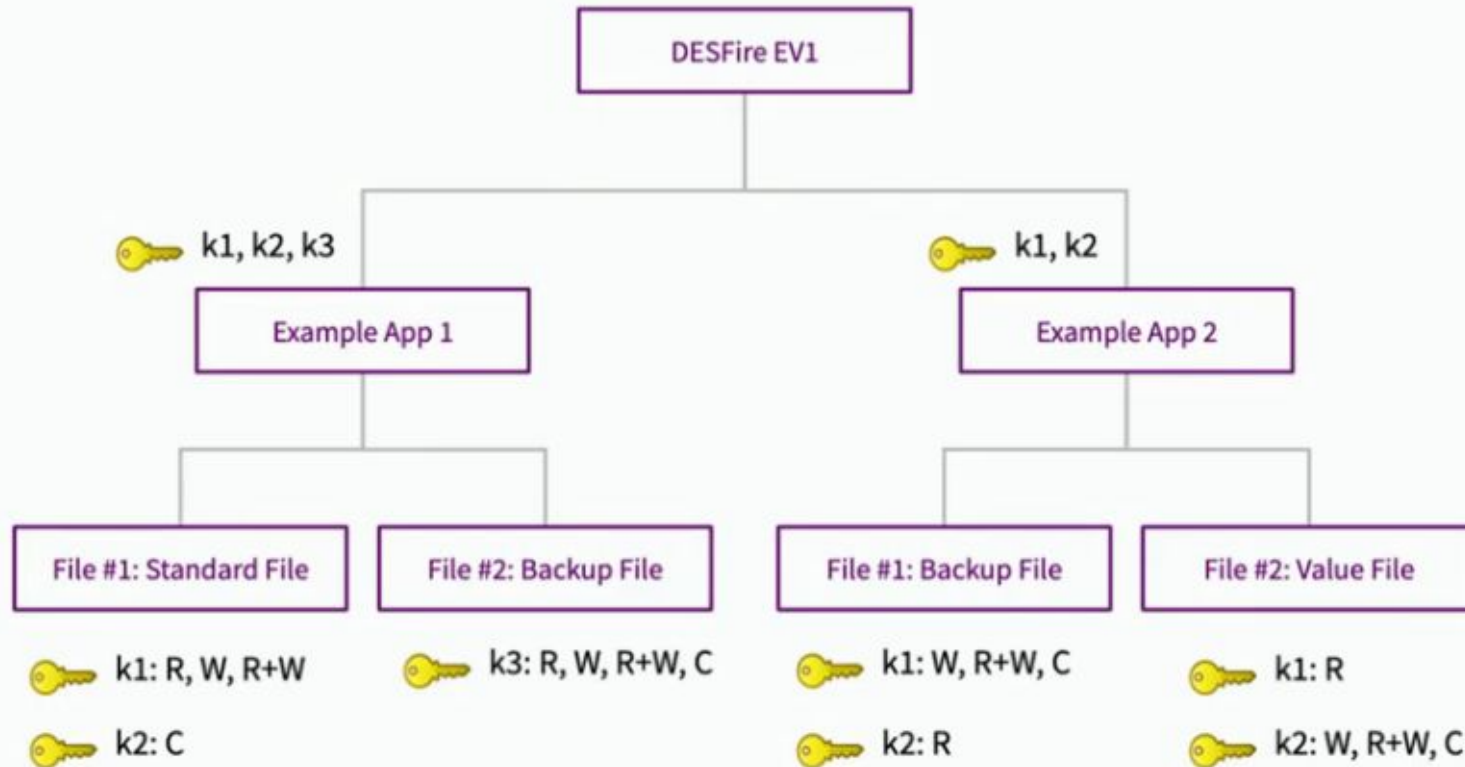 DESFire EV1
k1, k2, k3
k1, k2
Example App 1
Example App 2
File #1: Standard File
File #2: Backup File
File #1: Backup File
File #2: Value File
k1: R, W, R+W
k3: R, W, R+W, C
k1: W, R+W, C
k1: R
k2: C
k2: R
k2: W, R+W, C